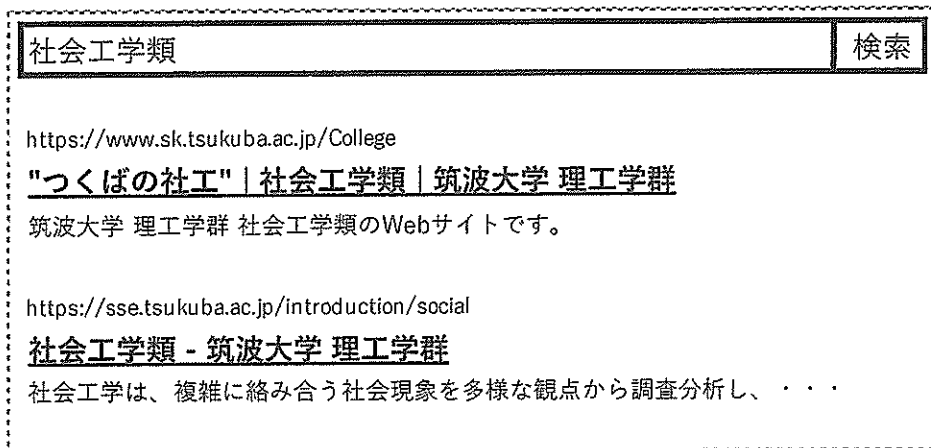 社会工学類 検索
https://www.sk.tsukuba.ac.jp/College
"つくばの社工"｜社会工学類｜筑波大学 理工学群
筑波大学 理工学群 社会工学類のWebサイトです。
https://sse.tsukuba.ac.jp/introduction/social
社会工学類 - 筑波大学 理工学群
社会工学は、複雑に絡み合う社会現象を多様な観点から調査分析し、・・・